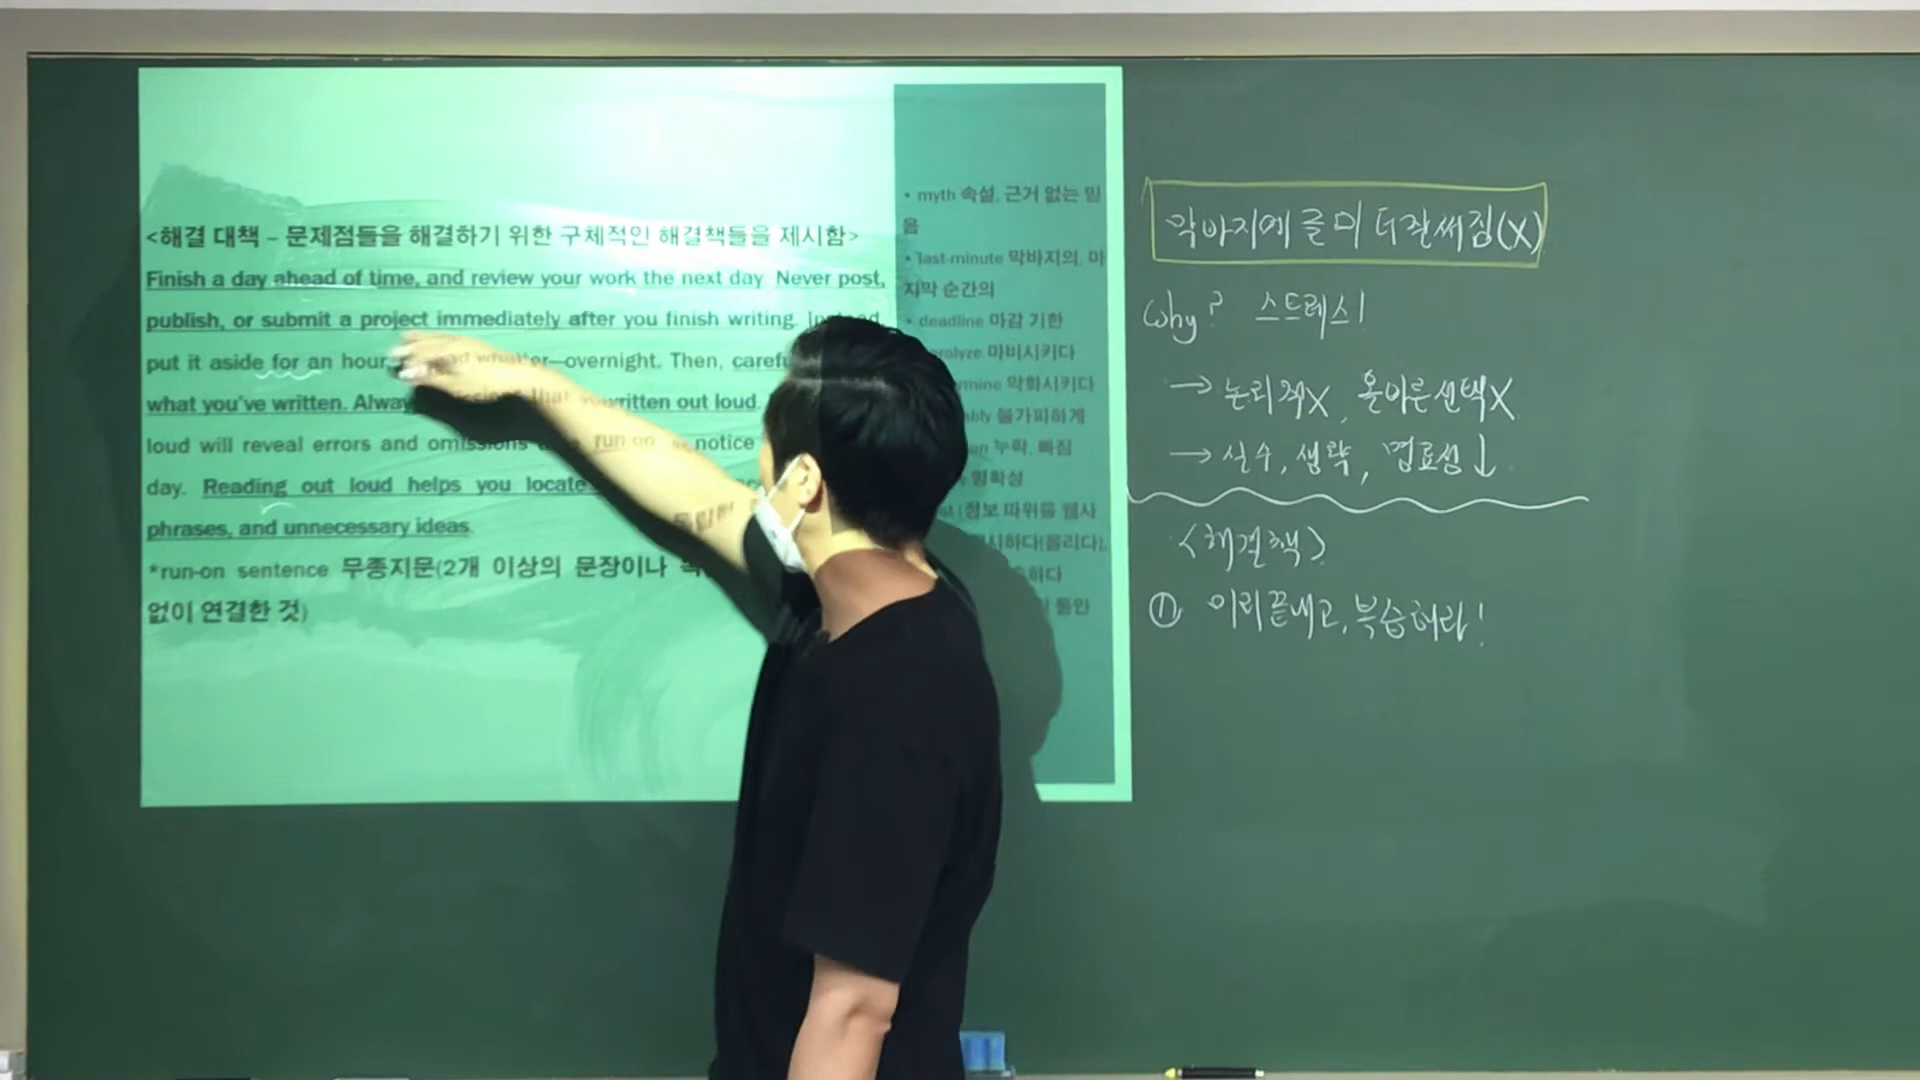 <해결 대책 – 문제점들을 해결하기 위한 구체적인 해결책들을 제시함>
Finish a day ahead of time, and review your work the next day. Never post,
publish, or submit a project immediately after you finish writing.
put it aside for an hour —overnight. Then,
what you've written.
loud will reveal errors and omissions notice
day. Reading out loud helps you locate
phrases, and unnecessary ideas.
*run-on sentence 무종지문(2개 이상의 문장이나
없이 연결한 것)
• myth 속설, 근거 없는 믿
음
• last-minute 막바지의, 마
지막 순간의
• deadline 마감 기한
마비시키다
악화시키다
불가피하게
누락, 빠짐
명확성
정보 따위를 웹사
막바지에 글이 더 잘써짐(X)
Why? 스트레스!
→ 논리적X, 올아른선택X
→ 실수, 생략, 명료성↓
<해결책>
① 미리끝내고, 복습해라!